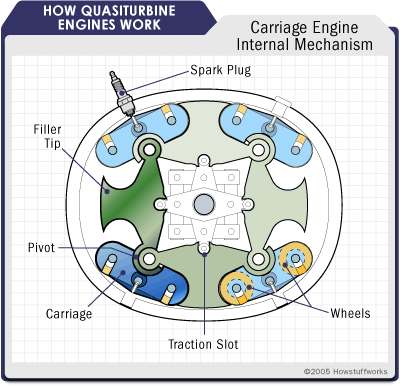 HOW QUASITURBINE
ENGINES WORK
Carriage Engine
Internal Mechanism
Spark Plug
Filler
Tip
Pivot
Carriage
Wheels
Traction Slot
©2005 Howstuffworks